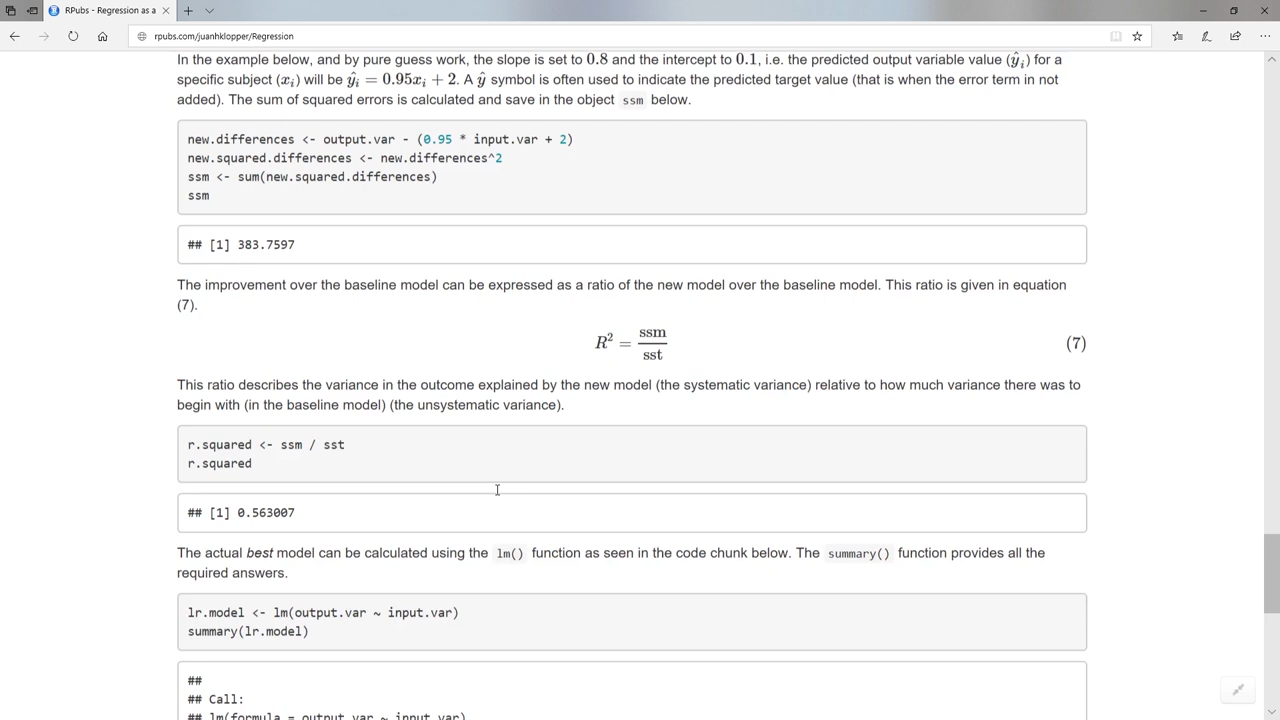 RPubs - Regression as a
rpubs.com/juanhklopper/Regression
In the example below, and by pure guess work, the slope is set to 0.8 and the intercept to 0.1, i.e. the predicted output variable value (ŷᵢ) for a
specific subject (xᵢ) will be ŷᵢ = 0.95xᵢ + 2. A ŷ symbol is often used to indicate the predicted target value (that is when the error term in not
added). The sum of squared errors is calculated and save in the object ssm below.
new.differences <- output.var - (0.95 * input.var + 2)
new.squared.differences <- new.differences^2
ssm <- sum(new.squared.differences)
ssm
## [1] 383.7597
The improvement over the baseline model can be expressed as a ratio of the new model over the baseline model. This ratio is given in equation
(7).
R² = ssm/sst (7)
This ratio describes the variance in the outcome explained by the new model (the systematic variance) relative to how much variance there was to
begin with (in the baseline model) (the unsystematic variance).
r.squared <- ssm / sst
r.squared
## [1] 0.563007
The actual best model can be calculated using the lm() function as seen in the code chunk below. The summary() function provides all the
required answers.
lr.model <- lm(output.var ~ input.var)
summary(lr.model)
##
## Call:
## lm(formula = output.var ~ input.var)